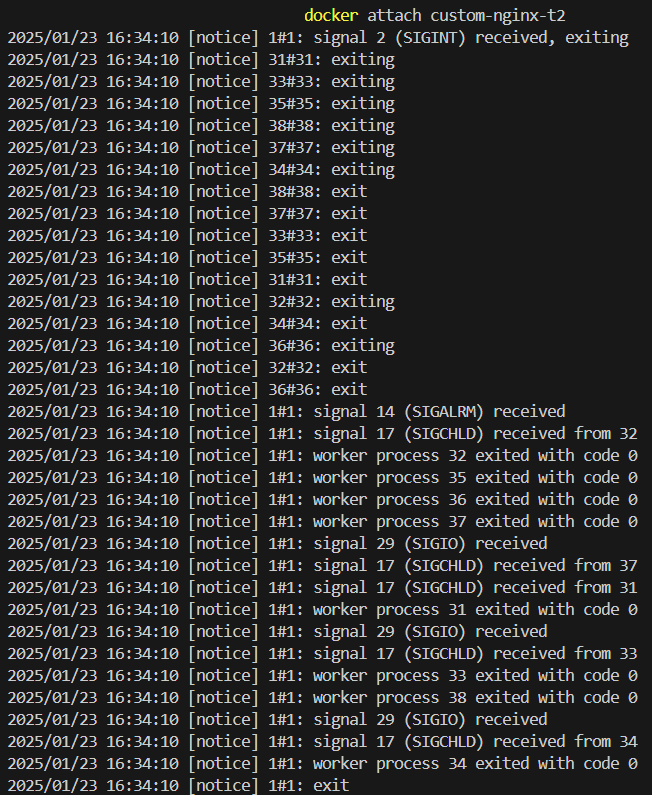 docker attach custom-nginx-t2
2025/01/23 16:34:10 [notice] 1#1: signal 2 (SIGINT) received, exiting
2025/01/23 16:34:10 [notice] 31#31: exiting
2025/01/23 16:34:10 [notice] 33#33: exiting
2025/01/23 16:34:10 [notice] 35#35: exiting
2025/01/23 16:34:10 [notice] 38#38: exiting
2025/01/23 16:34:10 [notice] 37#37: exiting
2025/01/23 16:34:10 [notice] 34#34: exiting
2025/01/23 16:34:10 [notice] 38#38: exit
2025/01/23 16:34:10 [notice] 37#37: exit
2025/01/23 16:34:10 [notice] 33#33: exit
2025/01/23 16:34:10 [notice] 35#35: exit
2025/01/23 16:34:10 [notice] 31#31: exit
2025/01/23 16:34:10 [notice] 32#32: exiting
2025/01/23 16:34:10 [notice] 34#34: exit
2025/01/23 16:34:10 [notice] 36#36: exiting
2025/01/23 16:34:10 [notice] 32#32: exit
2025/01/23 16:34:10 [notice] 36#36: exit
2025/01/23 16:34:10 [notice] 1#1: signal 14 (SIGALRM) received
2025/01/23 16:34:10 [notice] 1#1: signal 17 (SIGCHLD) received from 32
2025/01/23 16:34:10 [notice] 1#1: worker process 32 exited with code 0
2025/01/23 16:34:10 [notice] 1#1: worker process 35 exited with code 0
2025/01/23 16:34:10 [notice] 1#1: worker process 36 exited with code 0
2025/01/23 16:34:10 [notice] 1#1: worker process 37 exited with code 0
2025/01/23 16:34:10 [notice] 1#1: signal 29 (SIGIO) received
2025/01/23 16:34:10 [notice] 1#1: signal 17 (SIGCHLD) received from 37
2025/01/23 16:34:10 [notice] 1#1: signal 17 (SIGCHLD) received from 31
2025/01/23 16:34:10 [notice] 1#1: worker process 31 exited with code 0
2025/01/23 16:34:10 [notice] 1#1: signal 29 (SIGIO) received
2025/01/23 16:34:10 [notice] 1#1: signal 17 (SIGCHLD) received from 33
2025/01/23 16:34:10 [notice] 1#1: worker process 33 exited with code 0
2025/01/23 16:34:10 [notice] 1#1: worker process 38 exited with code 0
2025/01/23 16:34:10 [notice] 1#1: signal 29 (SIGIO) received
2025/01/23 16:34:10 [notice] 1#1: signal 17 (SIGCHLD) received from 34
2025/01/23 16:34:10 [notice] 1#1: worker process 34 exited with code 0
2025/01/23 16:34:10 [notice] 1#1: exit